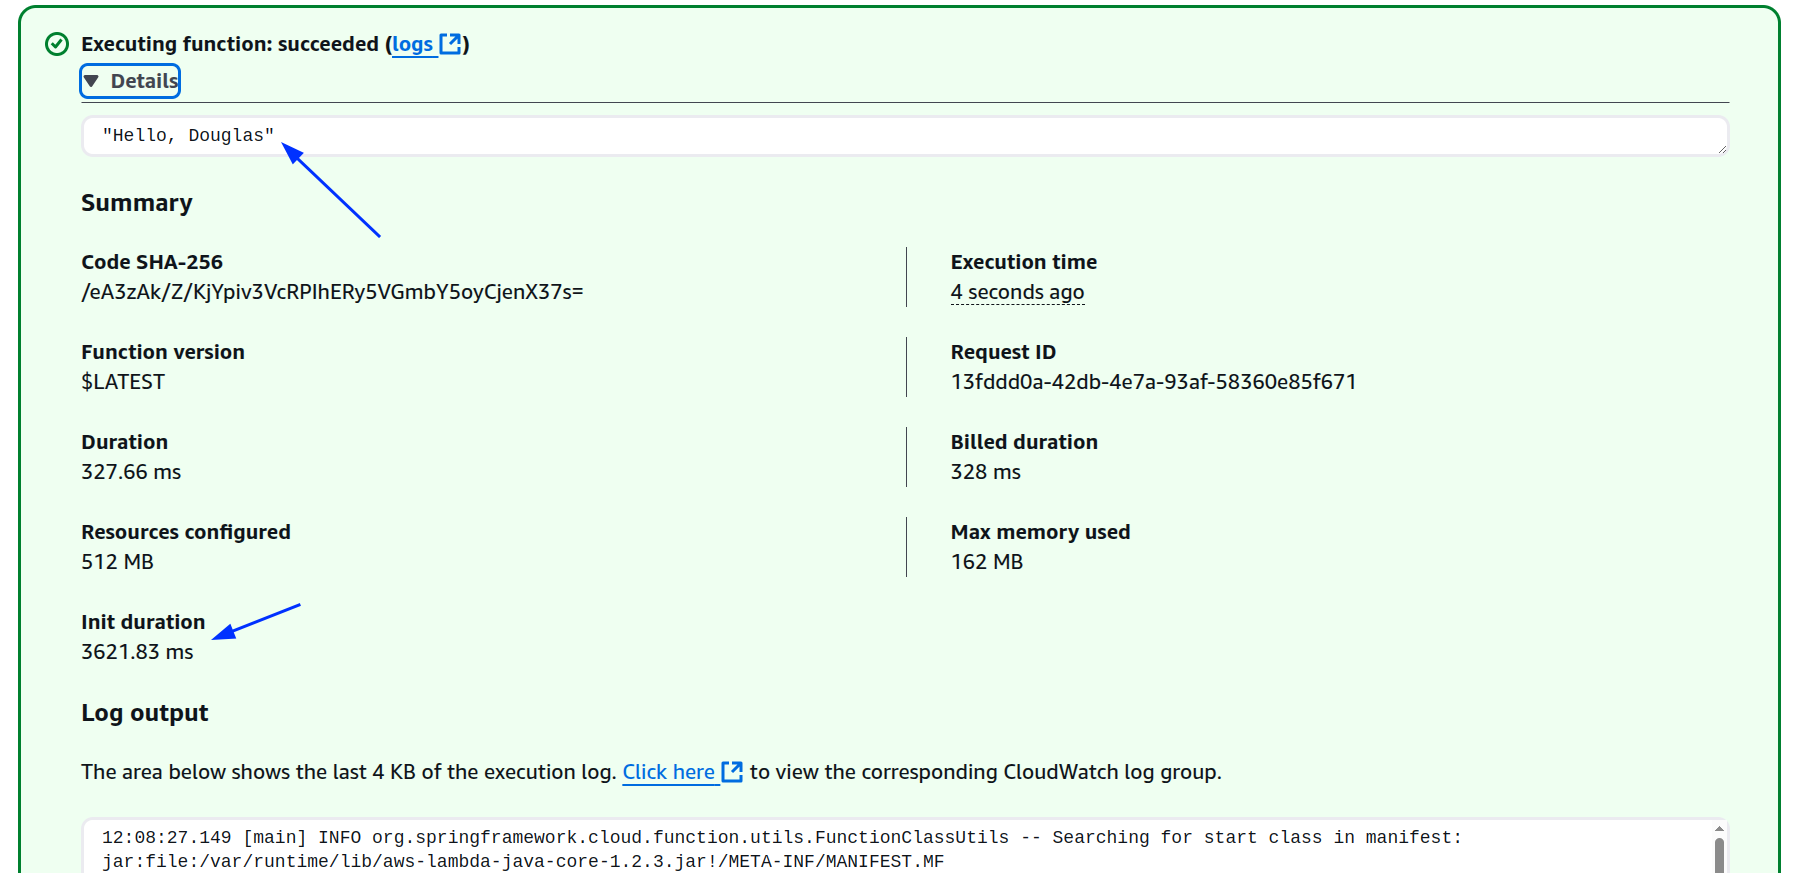 Executing function: succeeded (logs)
Details
"Hello, Douglas"
Summary
Code SHA-256
/eA3zAk/Z/KjYpiv3VcRPIhERy5VGmbY5oyCjenX37s=
Execution time
4 seconds ago
Function version
$LATEST
Request ID
13fddd0a-42db-4e7a-93af-58360e85f671
Duration
327.66 ms
Billed duration
328 ms
Resources configured
512 MB
Max memory used
162 MB
Init duration
3621.83 ms
Log output
The area below shows the last 4 KB of the execution log. Click here to view the corresponding CloudWatch log group.
12:08:27.149 [main] INFO org.springframework.cloud.function.utils.FunctionClassUtils -- Searching for start class in manifest:
jar:file:/var/runtime/lib/aws-lambda-java-core-1.2.3.jar!/META-INF/MANIFEST.MF